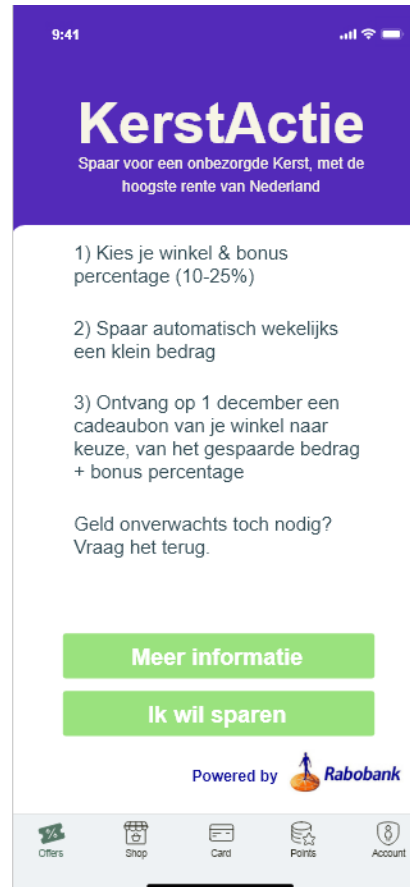 9:41
KerstActie
Spaar voor een onbezorgde Kerst, met de
hoogste rente van Nederland
1) Kies je winkel & bonus
percentage (10-25%)
2) Spaar automatisch wekelijks
een klein bedrag
3) Ontvang op 1 december een
cadeaubon van je winkel naar
keuze, van het gespaarde bedrag
+ bonus percentage
Geld onverwachts toch nodig?
Vraag het terug.
Meer informatie
Ik wil sparen
Powered by Rabobank
Offers Shop Card Points Account